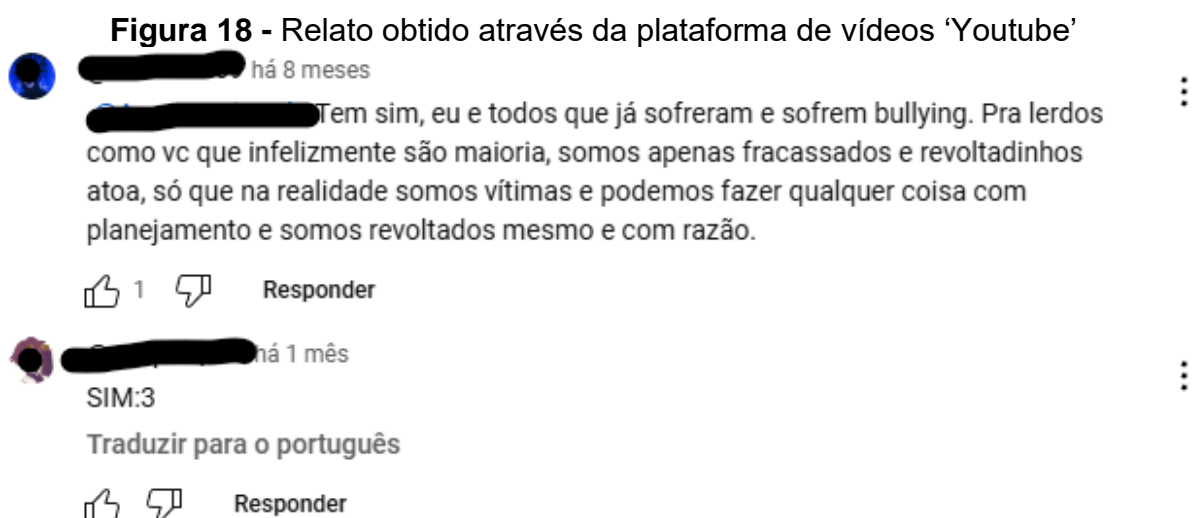 Figura 18 - Relato obtido através da plataforma de vídeos ‘Youtube’
há 8 meses
Tem sim, eu e todos que já sofreram e sofrem bullying. Pra lerdos
como vc que infelizmente são maioria, somos apenas fracassados e revoltadinhos
atoa, só que na realidade somos vítimas e podemos fazer qualquer coisa com
planejamento e somos revoltados mesmo e com razão.
1 Responder
há 1 mês
SIM:3
Traduzir para o português
Responder